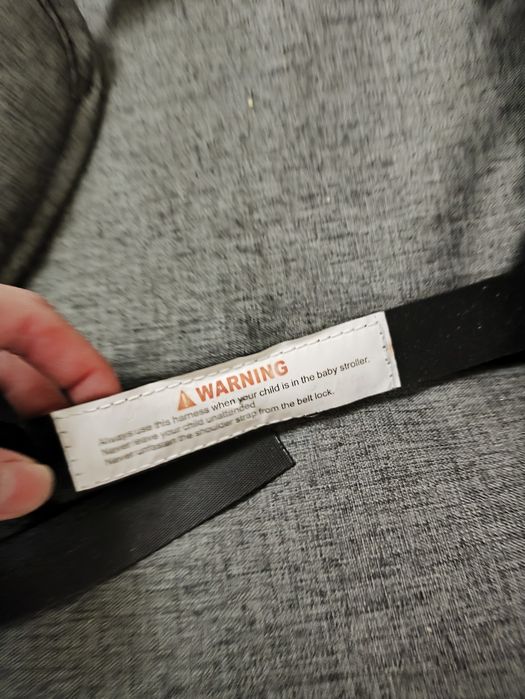 WARNING
Always use this harness when your child is in the baby stroller.
Never leave your child unattended
Never unfasten the shoulder strap from the belt lock.